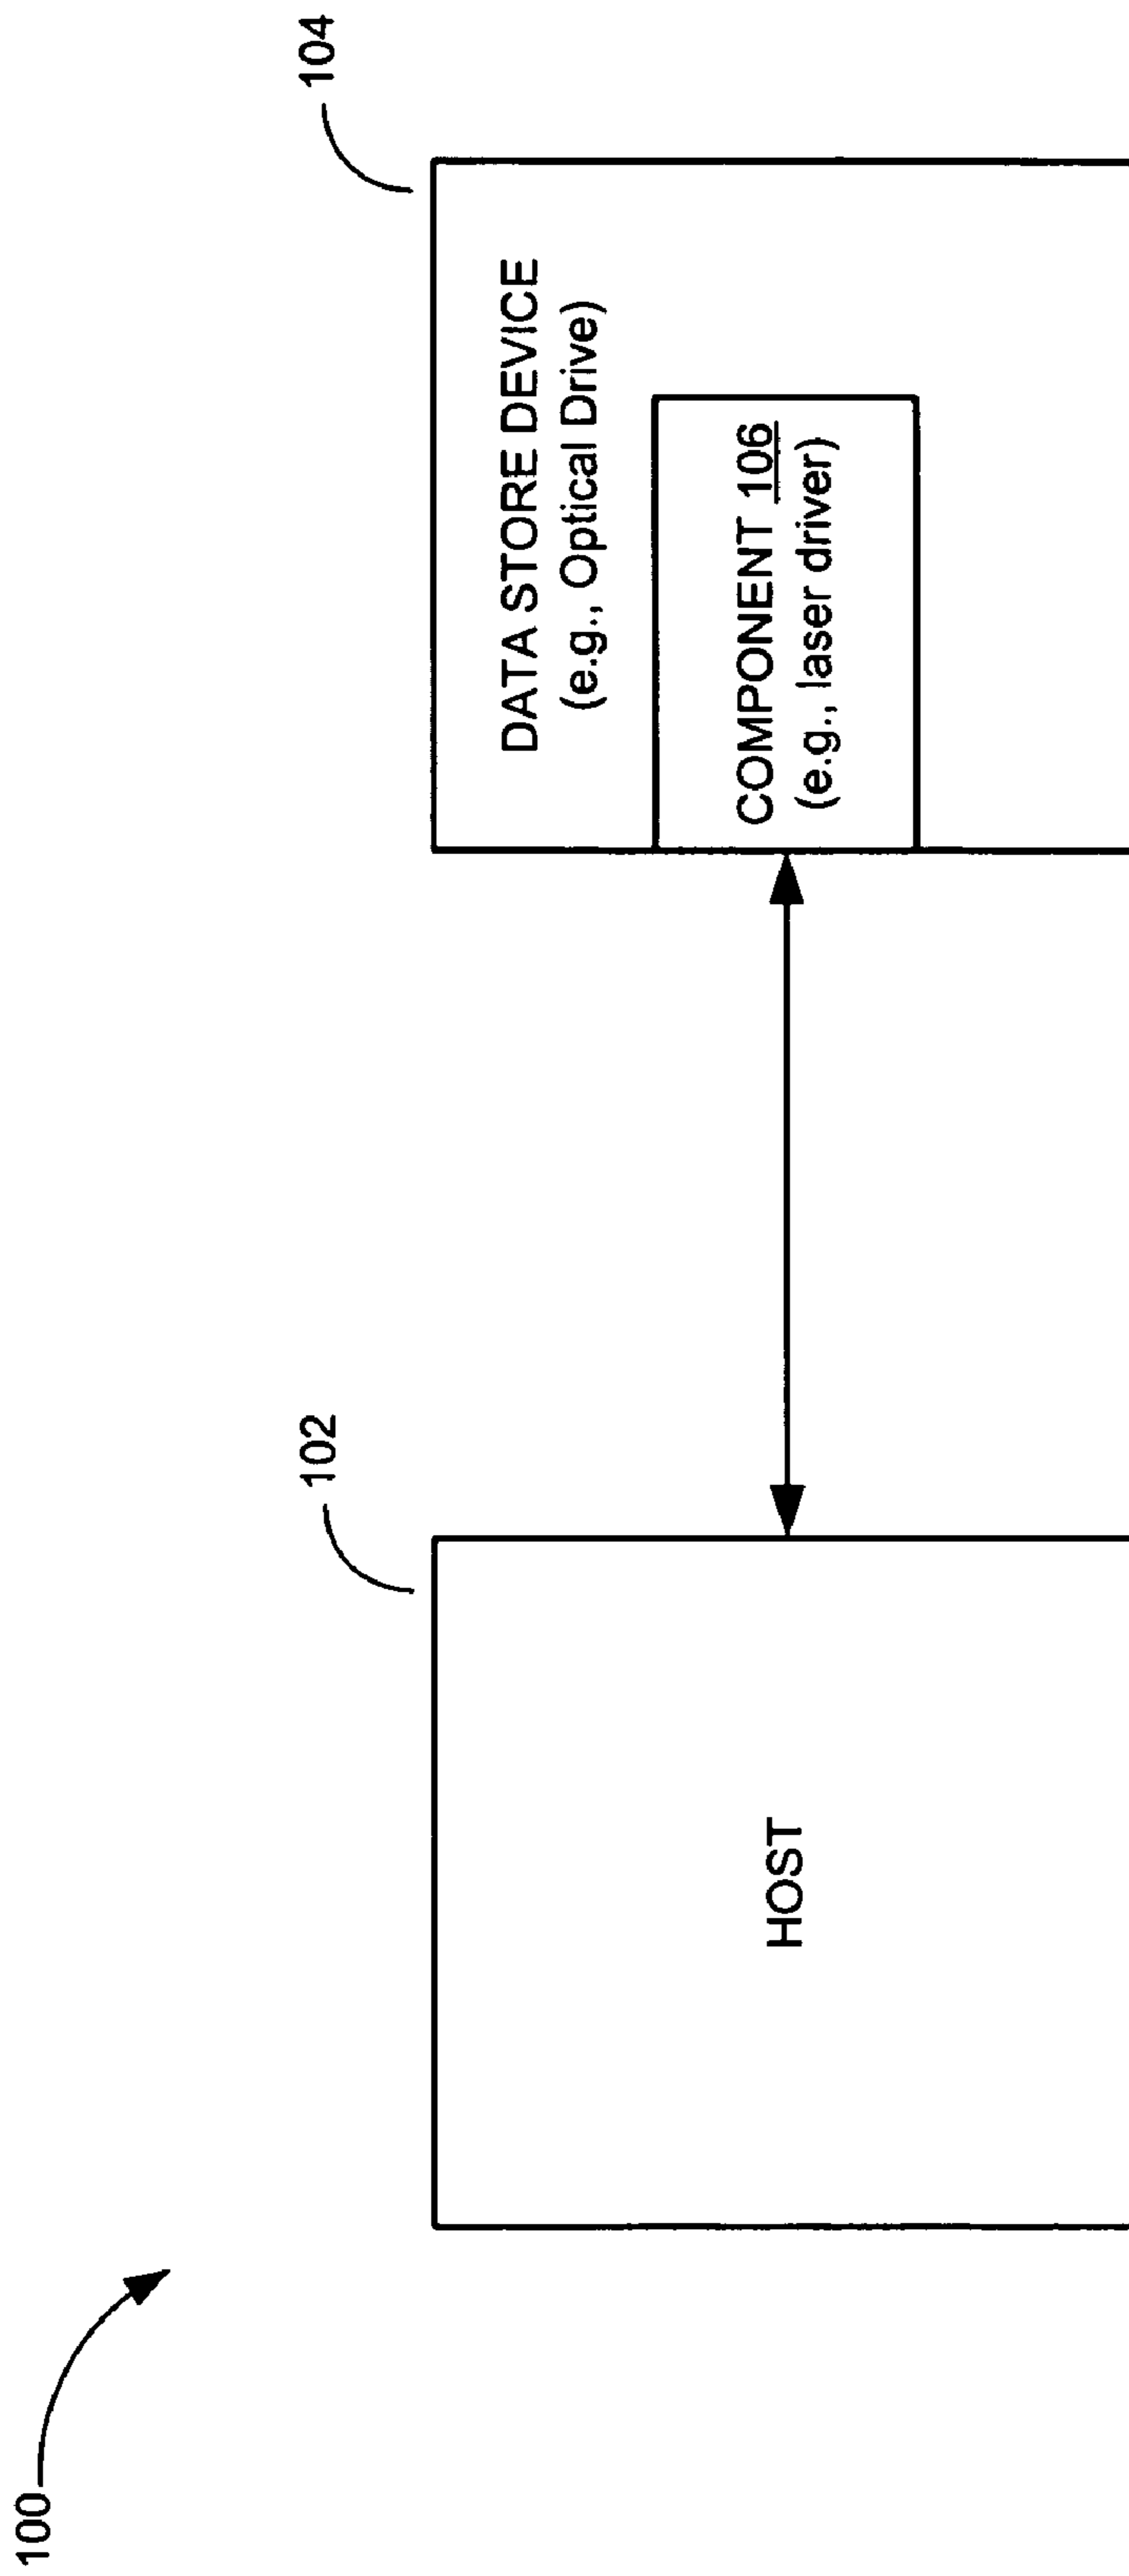 100
102
104
HOST
DATA STORE DEVICE
(e.g., Optical Drive)
COMPONENT 106
(e.g., laser driver)